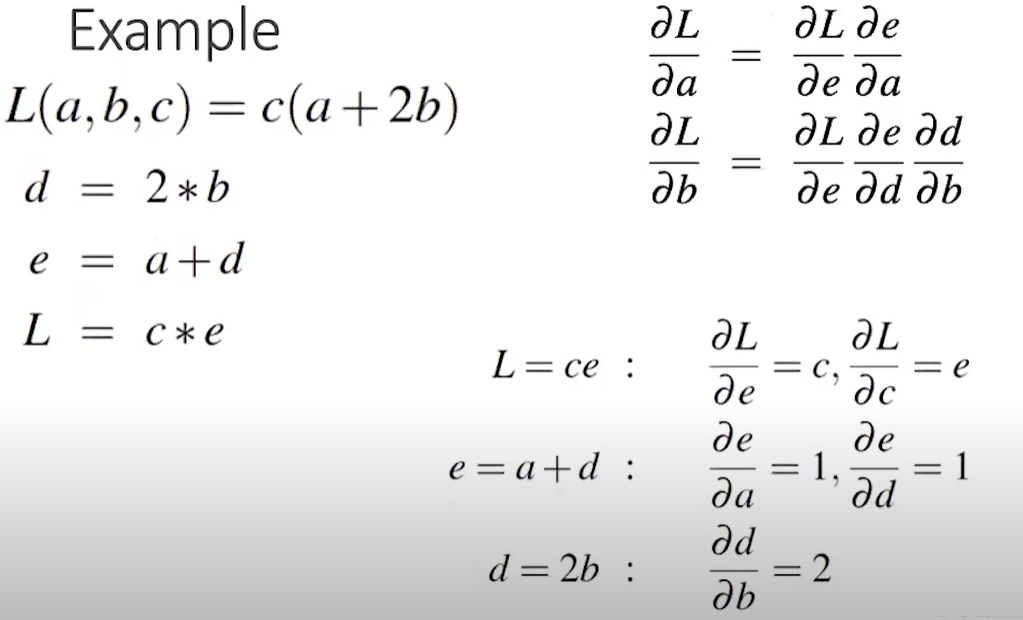 Example
L(a,b,c) = c(a+2b)
d = 2*b
e = a+d
L = c*e
∂L/∂a = ∂L/∂e ∂e/∂a
∂L/∂b = ∂L/∂e ∂e/∂d ∂d/∂b
L=ce : ∂L/∂e = c, ∂L/∂c = e
e=a+d : ∂e/∂a = 1, ∂e/∂d = 1
d=2b : ∂d/∂b = 2